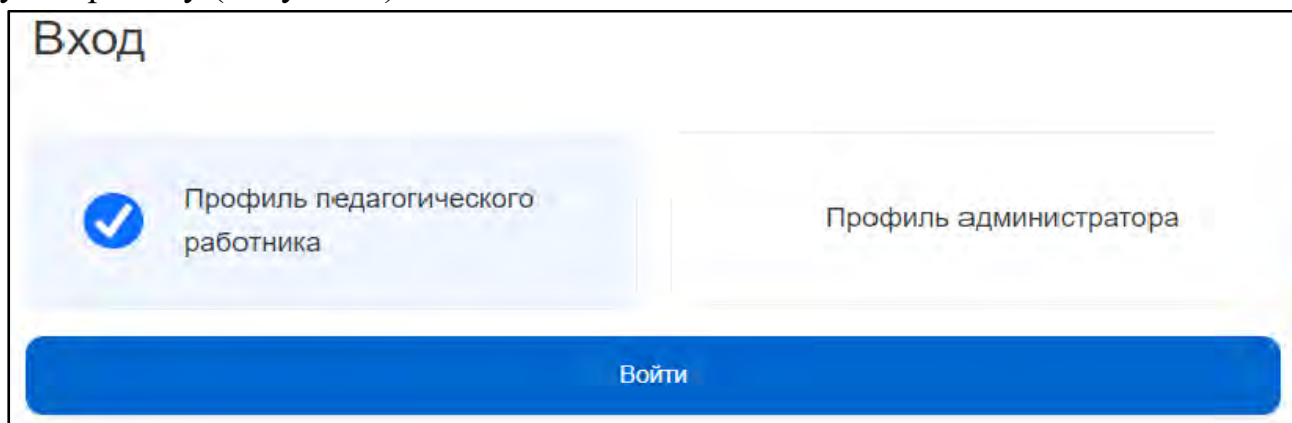 Вход
Профиль педагогического
работника
Профиль администратора
Войти